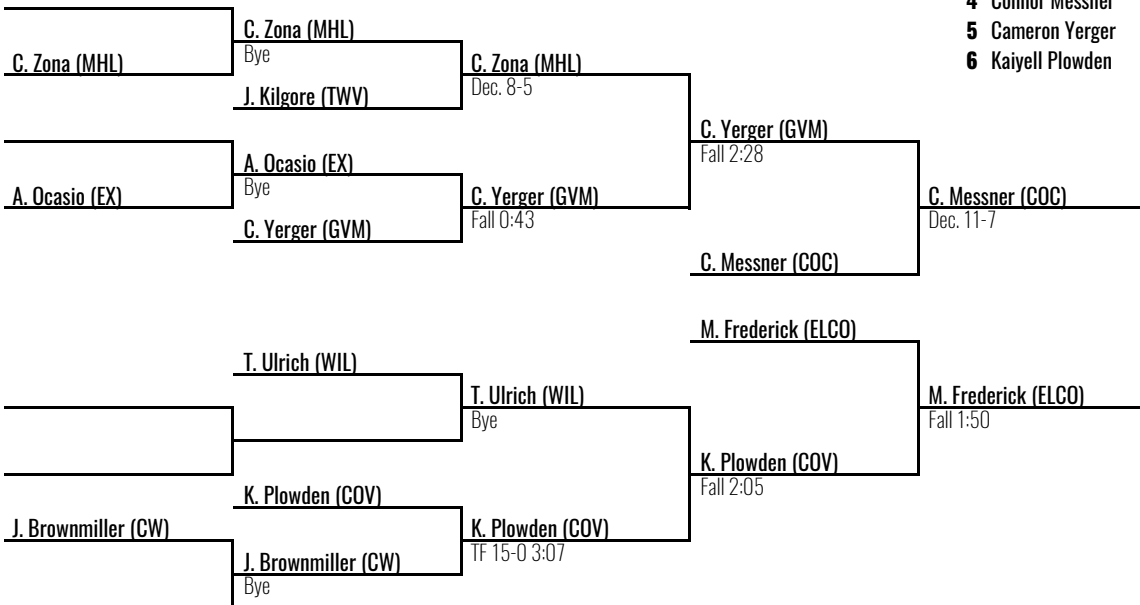 4 Connor Messner
5 Cameron Yerger
6 Kaiyell Plowden
C. Zona (MHL)
C. Zona (MHL)
Bye
J. Kilgore (TWV)
C. Zona (MHL)
Dec. 8-5
A. Ocasio (EX)
A. Ocasio (EX)
Bye
C. Yerger (GVM)
C. Yerger (GVM)
Fall 0:43
C. Yerger (GVM)
Fall 2:28
C. Messner (COC)
C. Messner (COC)
Dec. 11-7
T. Ulrich (WIL)
T. Ulrich (WIL)
Bye
J. Brownmiller (CW)
K. Plowden (COV)
J. Brownmiller (CW)
Bye
K. Plowden (COV)
TF 15-0 3:07
M. Frederick (ELCO)
K. Plowden (COV)
Fall 2:05
M. Frederick (ELCO)
Fall 1:50